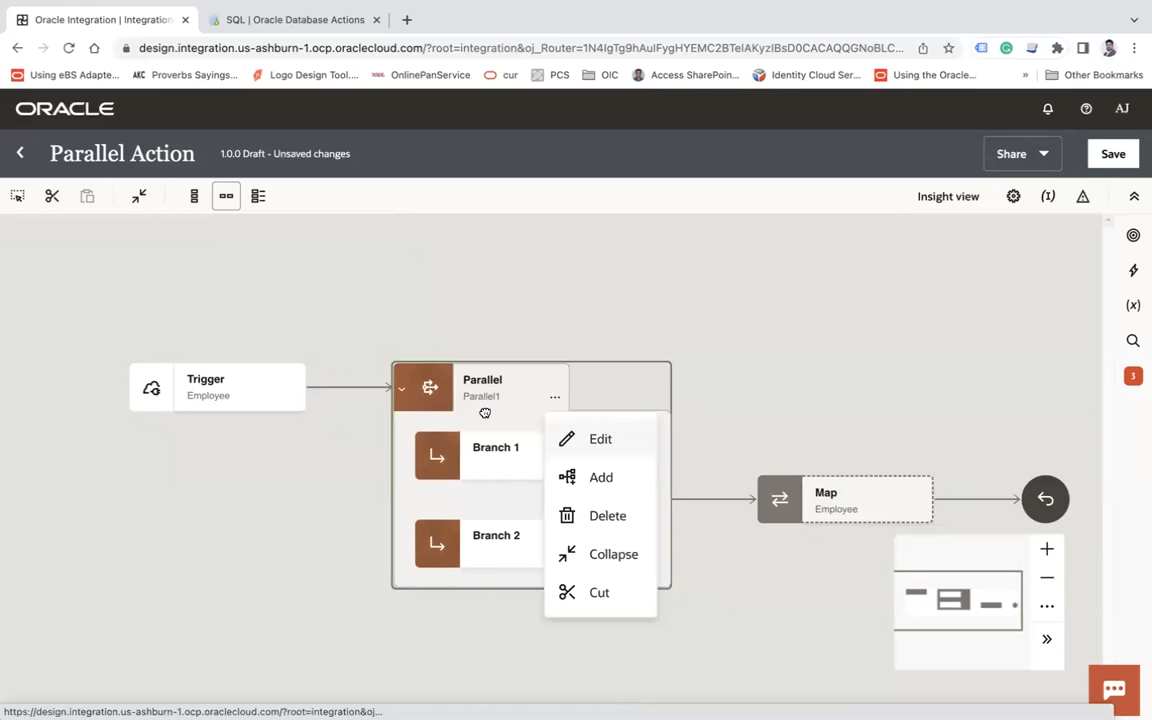 Oracle Integration | Integration
SQL | Oracle Database Actions
design.integration.us-ashburn-1.ocp.oraclecloud.com/?root=integration&oj_Router=1N4IgTg9hAuIFygHYEMC2BTeIAKyzIBsD0CACAQQGNoBLC...
Using eBS Adapte...
AKC Proverbs Sayings...
Logo Design Tool....
OnlinePanService
cur
PCS
OIC
Access SharePoin...
Identity Cloud Ser...
Using the Oracle...
»
Other Bookmarks
ORACLE
AJ
Parallel Action
1.0.0 Draft - Unsaved changes
Share
Save
Insight view
(x)
3
Trigger
Employee
Parallel
Parallel1
...
Branch 1
Branch 2
Edit
Add
Delete
Collapse
Cut
Map
Employee
https://design.integration.us-ashburn-1.ocp.oraclecloud.com/?root=integration&oj...